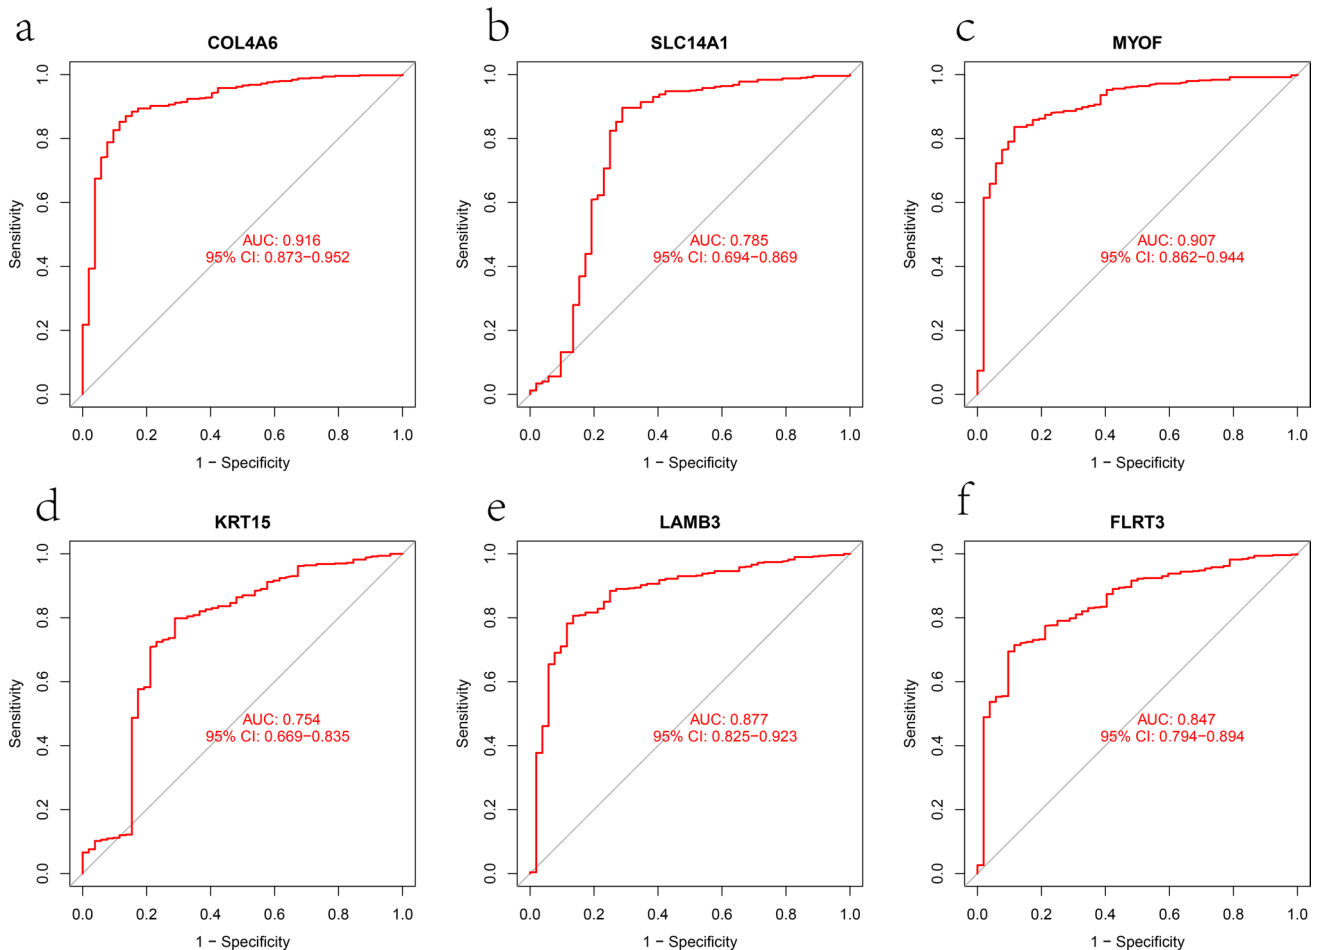 a
COL4A6
1.0
0.8
0.6
0.4
0.2
0.0
Sensitivity
AUC: 0.916
95% CI: 0.873−0.952
0.0 0.2 0.4 0.6 0.8 1.0
1 − Specificity
b
SLC14A1
1.0
0.8
0.6
0.4
0.2
0.0
Sensitivity
AUC: 0.785
95% CI: 0.694−0.869
0.0 0.2 0.4 0.6 0.8 1.0
1 − Specificity
c
MYOF
1.0
0.8
0.6
0.4
0.2
0.0
Sensitivity
AUC: 0.907
95% CI: 0.862−0.944
0.0 0.2 0.4 0.6 0.8 1.0
1 − Specificity
d
KRT15
1.0
0.8
0.6
0.4
0.2
0.0
Sensitivity
AUC: 0.754
95% CI: 0.669−0.835
0.0 0.2 0.4 0.6 0.8 1.0
1 − Specificity
e
LAMB3
1.0
0.8
0.6
0.4
0.2
0.0
Sensitivity
AUC: 0.877
95% CI: 0.825−0.923
0.0 0.2 0.4 0.6 0.8 1.0
1 − Specificity
f
FLRT3
1.0
0.8
0.6
0.4
0.2
0.0
Sensitivity
AUC: 0.847
95% CI: 0.794−0.894
0.0 0.2 0.4 0.6 0.8 1.0
1 − Specificity